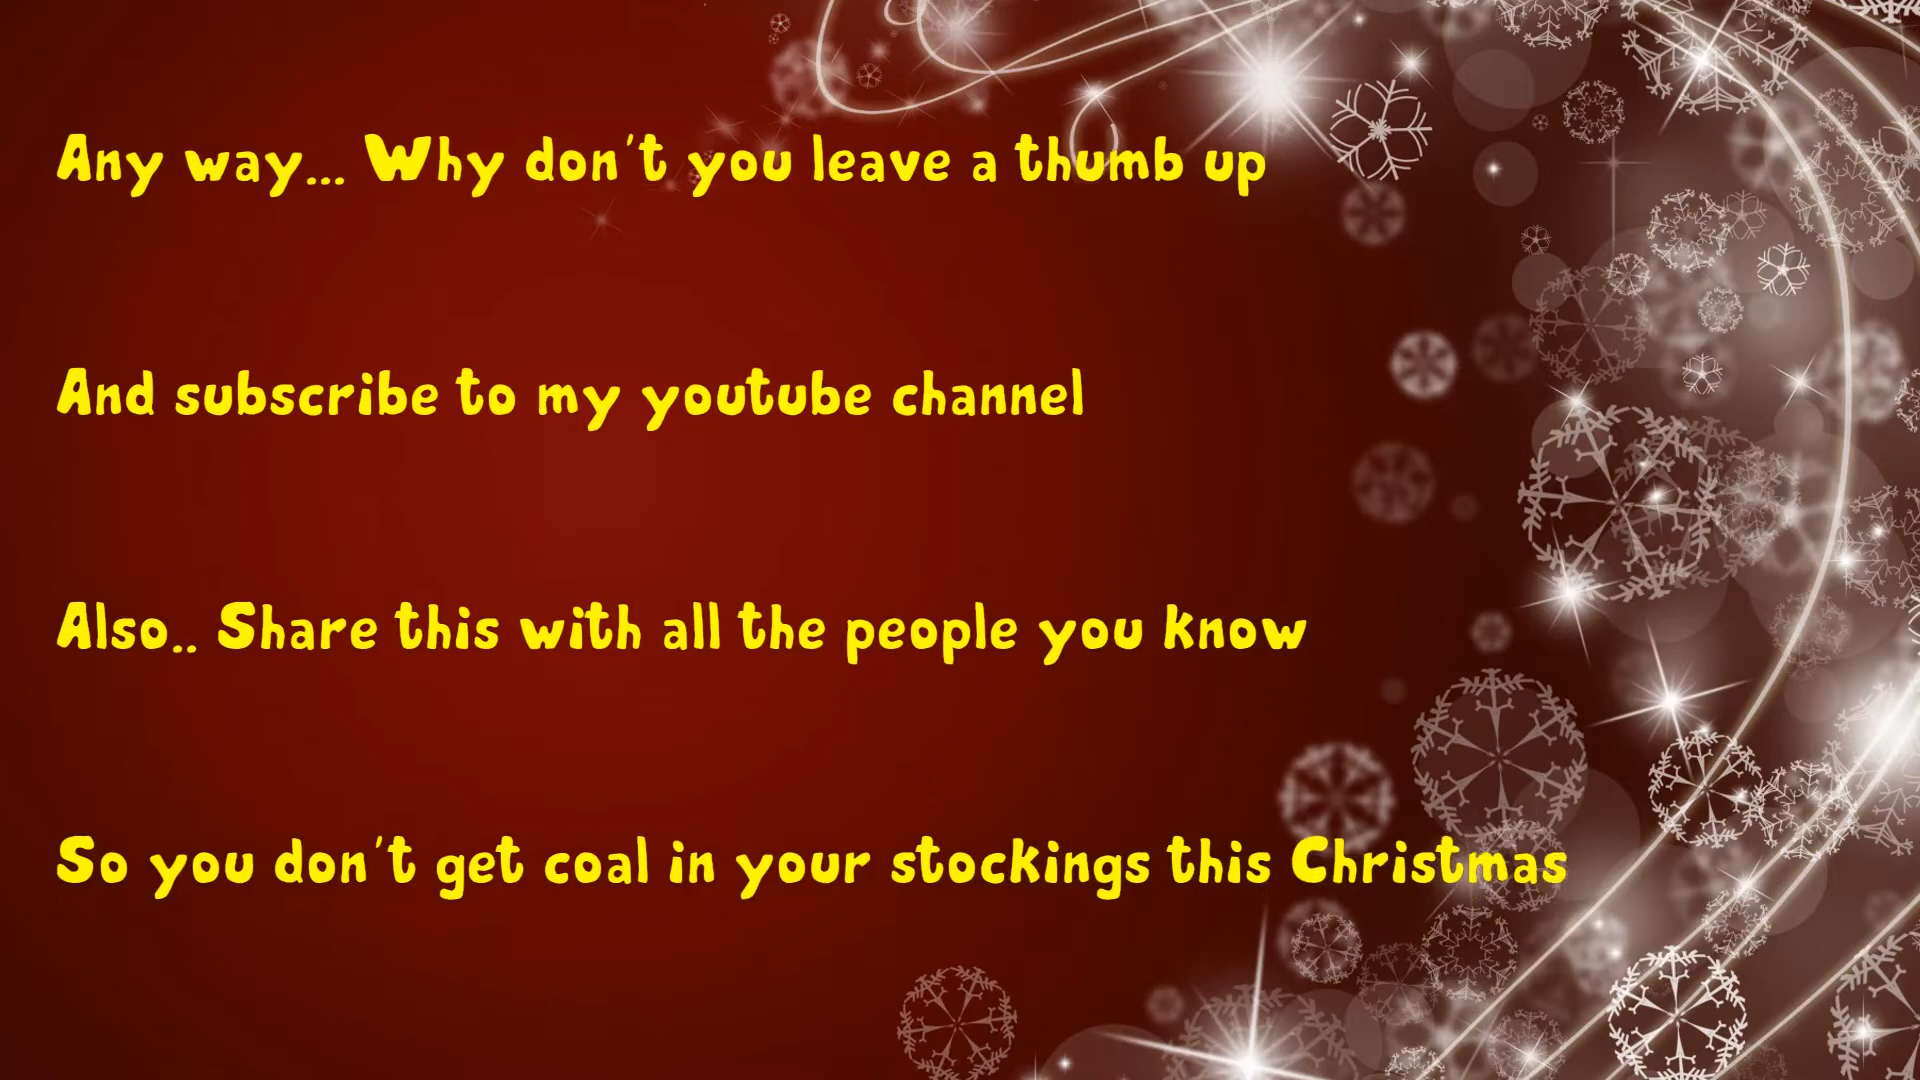 Any way... Why don't you leave a thumb up
And subscribe to my youtube channel
Also.. Share this with all the people you know
So you don't get coal in your stockings this Christmas